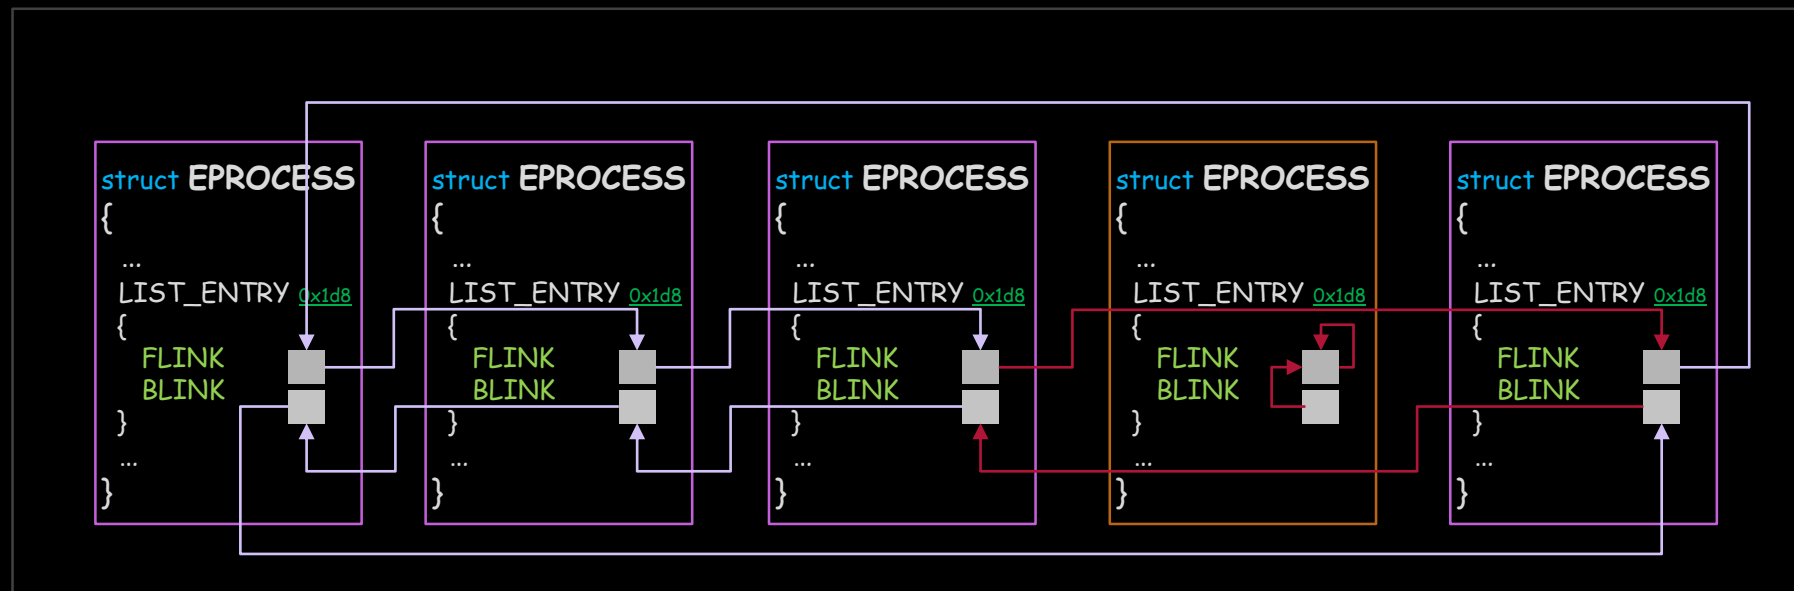 struct EPROCESS
{
...
LIST_ENTRY 0x1d8
{
FLINK
BLINK
}
...
}
struct EPROCESS
{
...
LIST_ENTRY 0x1d8
{
FLINK
BLINK
}
...
}
struct EPROCESS
{
...
LIST_ENTRY 0x1d8
{
FLINK
BLINK
}
...
}
struct EPROCESS
{
...
LIST_ENTRY 0x1d8
{
FLINK
BLINK
}
...
}
struct EPROCESS
{
...
LIST_ENTRY 0x1d8
{
FLINK
BLINK
}
...
}